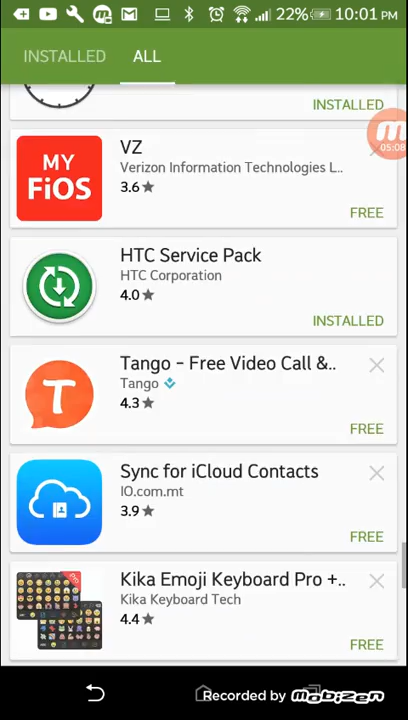 22% 10:01 PM
INSTALLED ALL
INSTALLED
05:08
MY
FiOS
VZ
Verizon Information Technologies L..
3.6
FREE
HTC Service Pack
HTC Corporation
4.0
INSTALLED
T
Tango - Free Video Call &..
Tango
4.3
FREE
Sync for iCloud Contacts
IO.com.mt
3.9
FREE
Kika Emoji Keyboard Pro +..
Kika Keyboard Tech
4.4
FREE
Recorded by mobizen